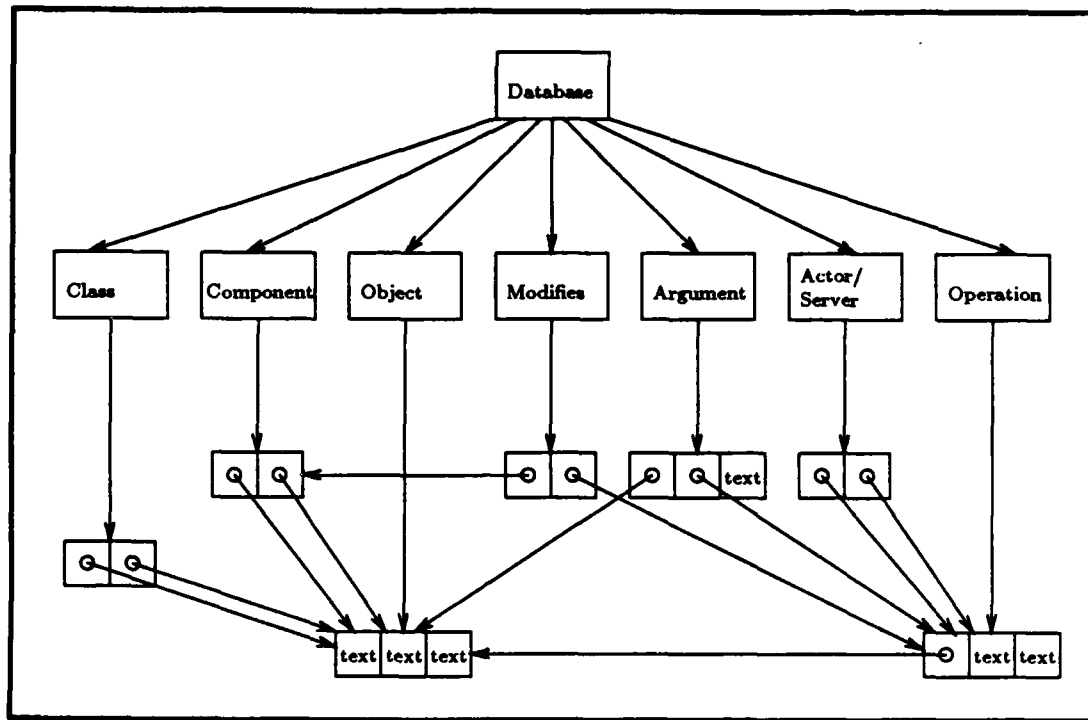 Database
Class
Component
Object
Modifies
Argument
Actor/
Server
Operation
text
text text text
text text